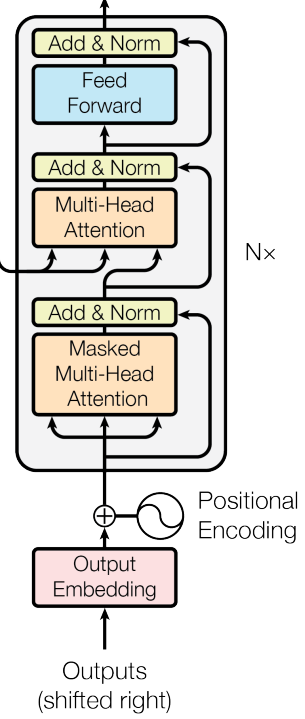 Add & Norm
Feed
Forward
Add & Norm
Multi-Head
Attention
N×
Add & Norm
Masked
Multi-Head
Attention
Positional
Encoding
Output
Embedding
Outputs
(shifted right)